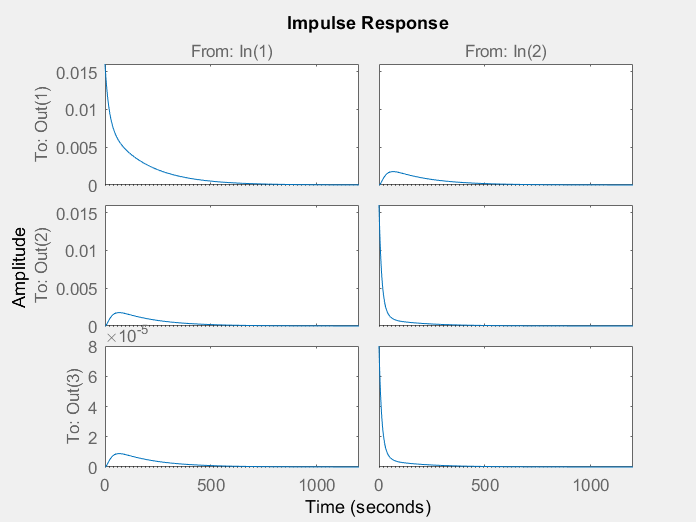 Impulse Response
From: In(1)
From: In(2)
0.015
0.01
0.005
0
To: Out(1)
0.015
0.01
0.005
0
To: Out(2)
Amplitude
×10-5
8
6
4
2
0
To: Out(3)
0 500 1000
0 500 1000
Time (seconds)